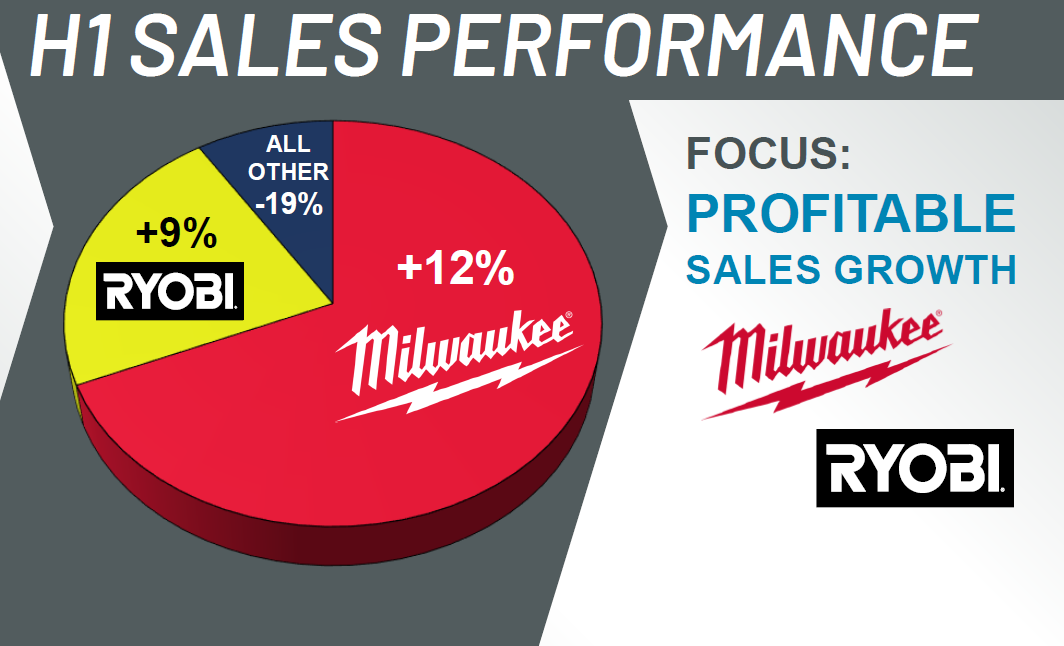 H1 SALES PERFORMANCE
ALL
OTHER
-19%
+9%
RYOBI.
+12%
Milwaukee®
FOCUS:
PROFITABLE
SALES GROWTH
Milwaukee®
RYOBI.